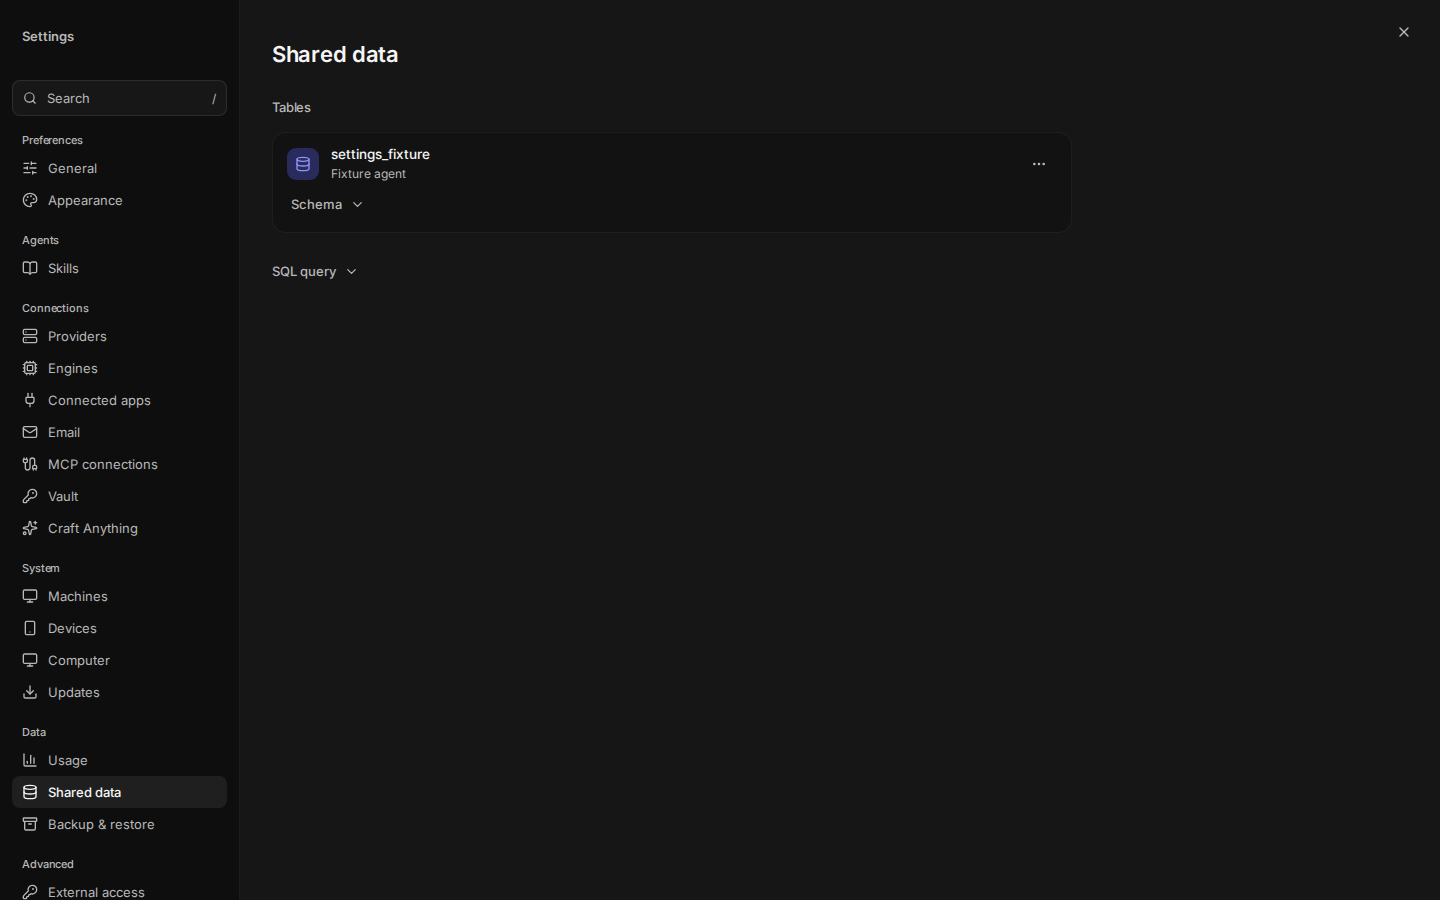 Settings
Search /
Preferences
General
Appearance
Agents
Skills
Connections
Providers
Engines
Connected apps
Email
MCP connections
Vault
Craft Anything
System
Machines
Devices
Computer
Updates
Data
Usage
Shared data
Backup & restore
Advanced
External access
Shared data
Tables
settings_fixture
Fixture agent
Schema
SQL query